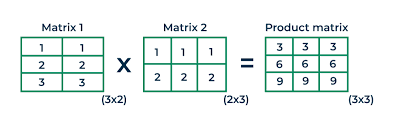 Matrix 1 Matrix 2 Product matrix
1 1 1 1 1 3 3 3
2 2 x 2 2 2 = 6 6 6
3 3 9 9 9
(3x2) (2x3) (3x3)